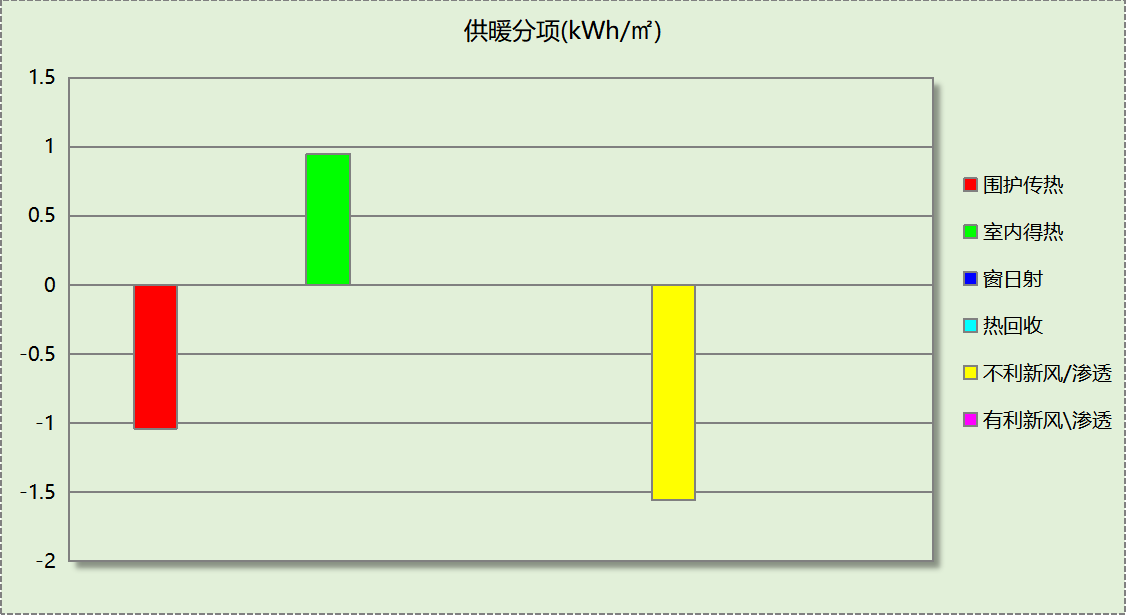 供暖分项(kWh/㎡)
1.5
1
0.5
0
-0.5
-1
-1.5
-2
围护传热
室内得热
窗日射
热回收
不利新风/渗透
有利新风\渗透